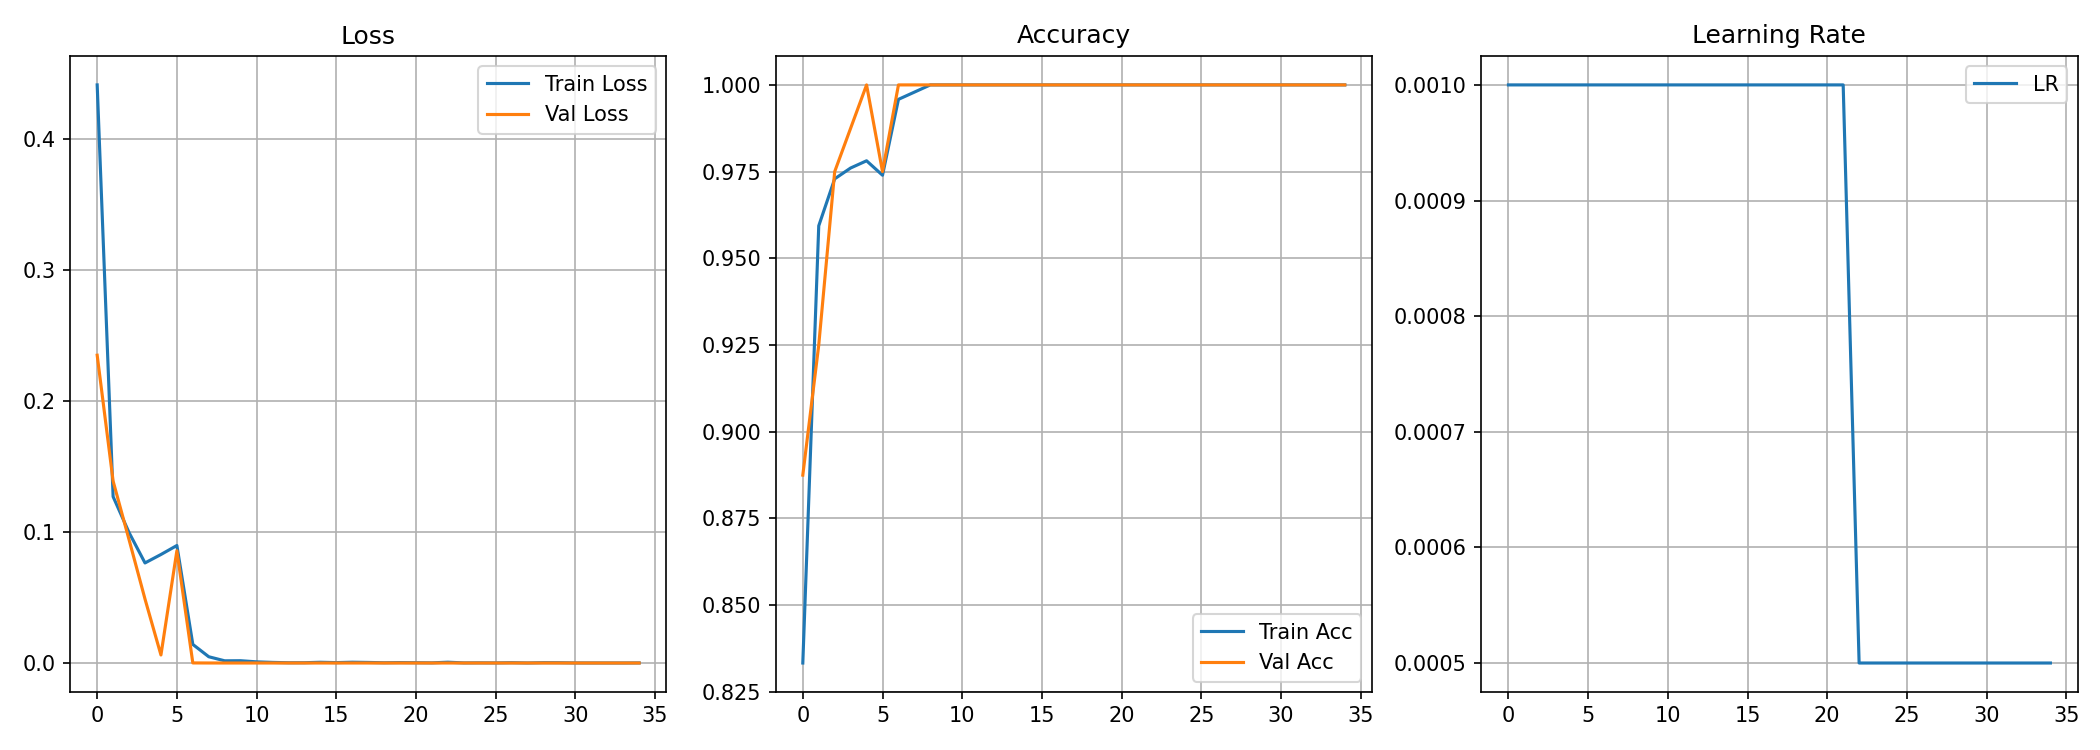 Loss
Train Loss
Val Loss
0.4
0.3
0.2
0.1
0.0
0 5 10 15 20 25 30 35
Accuracy
1.000
0.975
0.950
0.925
0.900
0.875
0.850
0.825
Train Acc
Val Acc
0 5 10 15 20 25 30 35
Learning Rate
LR
0.0010
0.0009
0.0008
0.0007
0.0006
0.0005
0 5 10 15 20 25 30 35